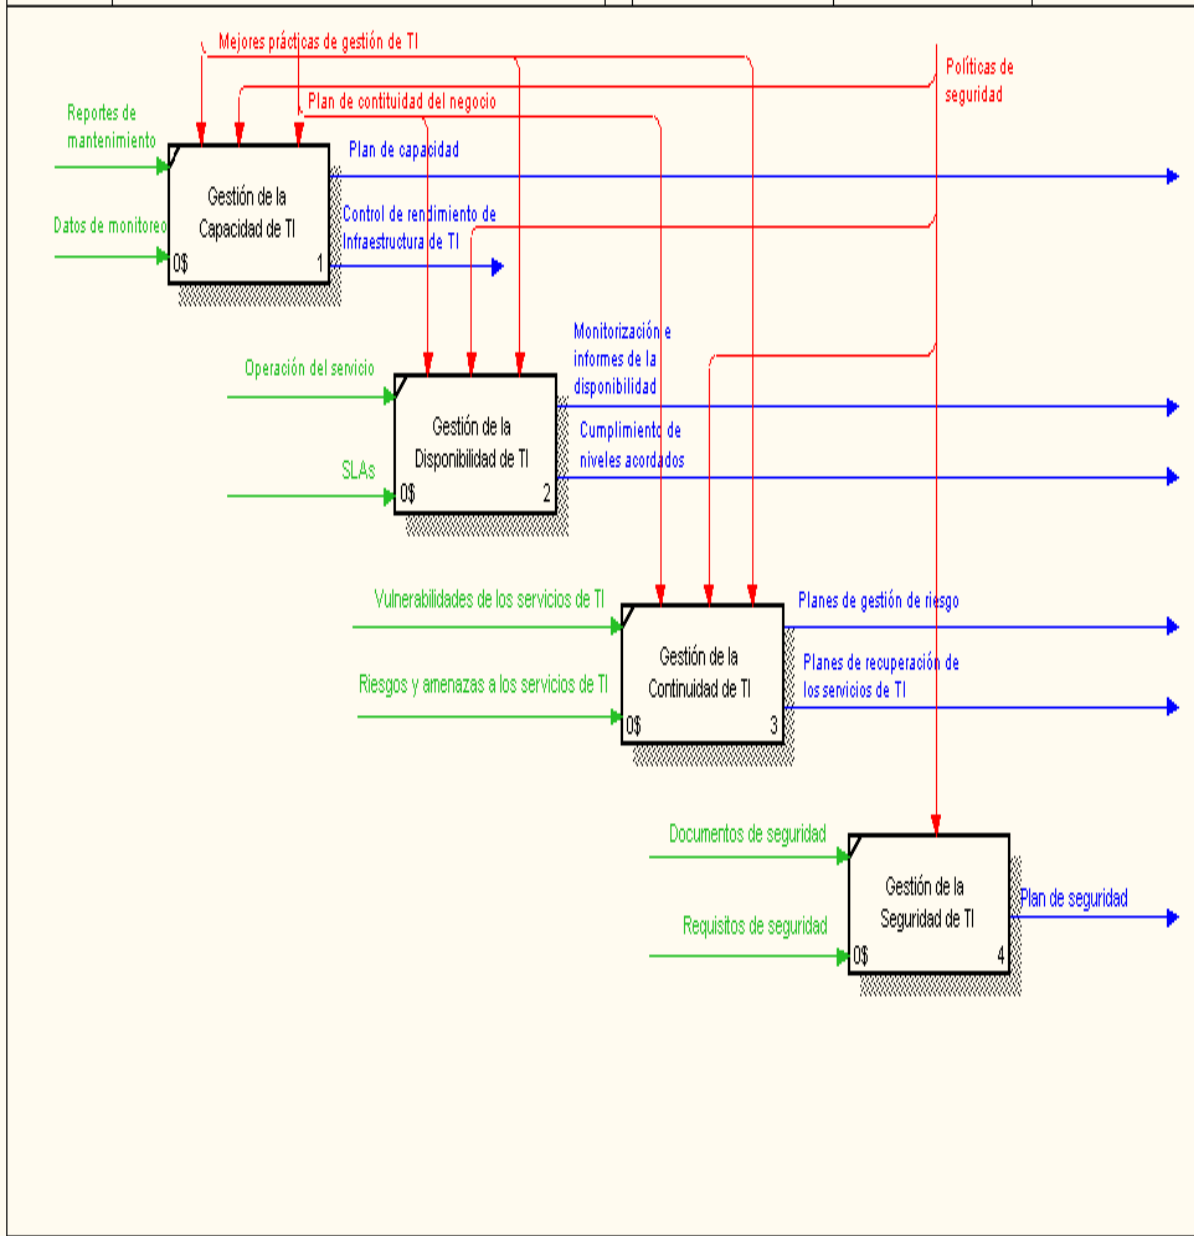 Mejores prácticas de gestión de TI
Políticas de
seguridad
Plan de contituidad del negocio
Reportes de
mantenimiento
Plan de capacidad
Gestión de la
Capacidad de TI
Datos de monitoreo
Control de rendimiento de
Infraestructura de TI
0$ 1
Monitorización e
informes de la
disponibilidad
Operación del servicio
Gestión de la
Disponibilidad de TI
Cumplimiento de
niveles acordados
SLAs
0$ 2
Vulnerabilidades de los servicios de TI
Planes de gestión de riesgo
Gestión de la
Continuidad de TI
Planes de recuperación de
los servicios de TI
Riesgos y amenazas a los servicios de TI
0$ 3
Documentos de seguridad
Gestión de la
Seguridad de TI
Plan de seguridad
Requisitos de seguridad
0$ 4